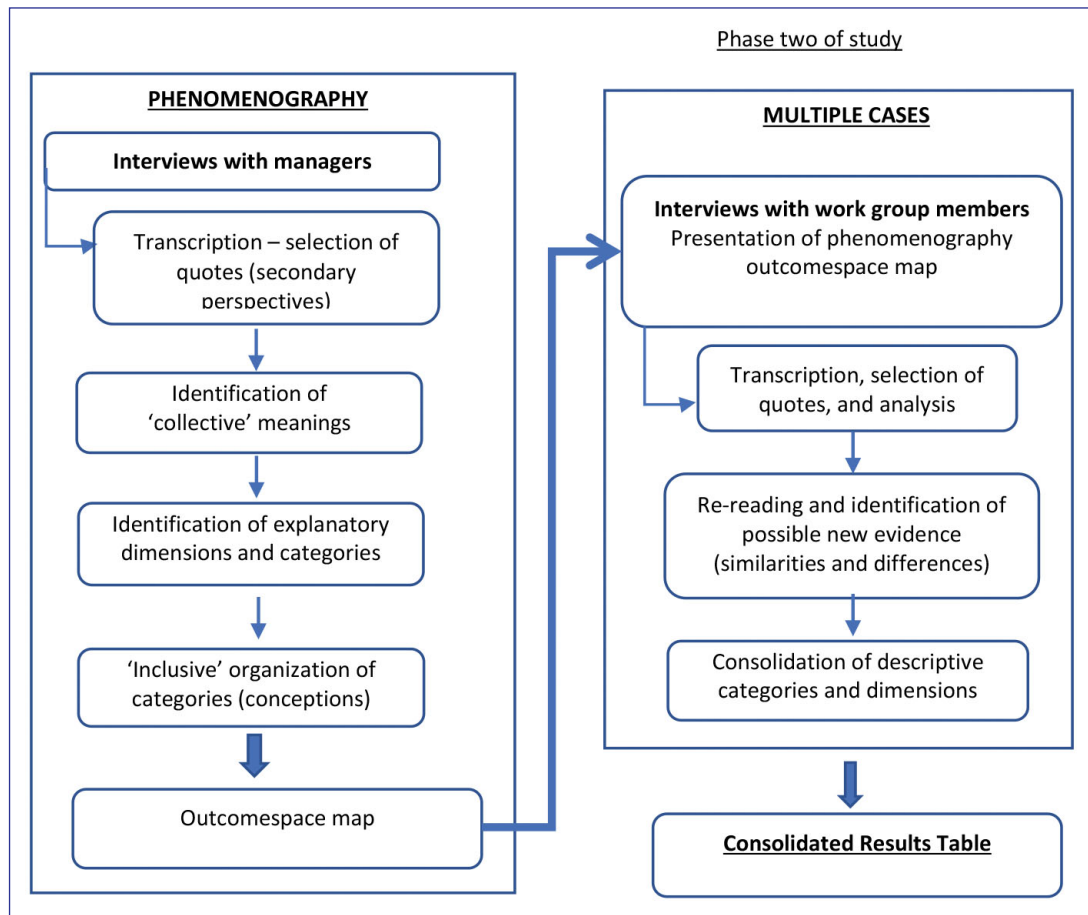 Phase two of study
PHENOMENOGRAPHY
Interviews with managers
Transcription – selection of
quotes (secondary
perspectives)
Identification of
‘collective’ meanings
Identification of explanatory
dimensions and categories
‘Inclusive’ organization of
categories (conceptions)
Outcomespace map
MULTIPLE CASES
Interviews with work group members
Presentation of phenomenography
outcomespace map
Transcription, selection of
quotes, and analysis
Re-reading and identification of
possible new evidence
(similarities and differences)
Consolidation of descriptive
categories and dimensions
Consolidated Results Table